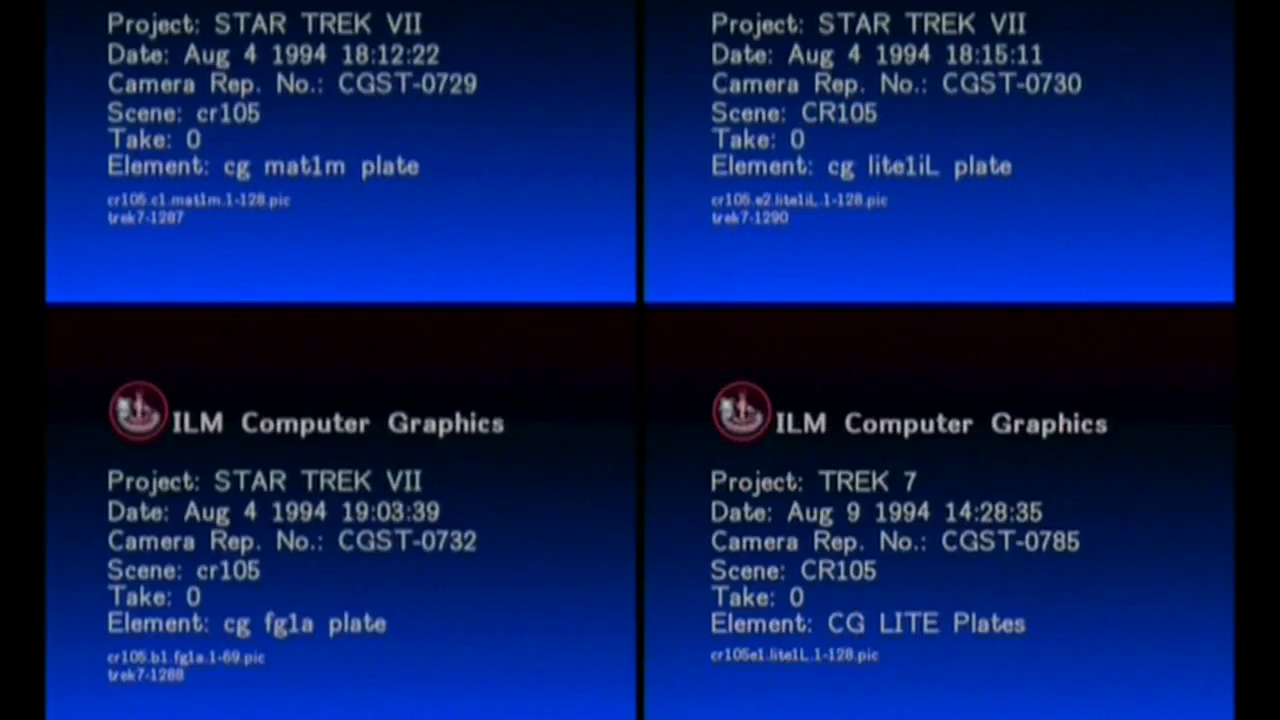 Project: STAR TREK VII
Date: Aug 4 1994 18:12:22
Camera Rep. No.: CGST-0729
Scene: cr105
Take: 0
Element: cg mat1m plate
cr105.c1.mat1m.1-128.pic
trek7-1287
Project: STAR TREK VII
Date: Aug 4 1994 18:15:11
Camera Rep. No.: CGST-0730
Scene: CR105
Take: 0
Element: cg lite1iL plate
cr105.e2.lite1iL.1-128.pic
trek7-1290
ILM Computer Graphics
Project: STAR TREK VII
Date: Aug 4 1994 19:03:39
Camera Rep. No.: CGST-0732
Scene: cr105
Take: 0
Element: cg fg1a plate
cr105.b1.fg1a.1-69.pic
trek7-1288
ILM Computer Graphics
Project: TREK 7
Date: Aug 9 1994 14:28:35
Camera Rep. No.: CGST-0785
Scene: CR105
Take: 0
Element: CG LITE Plates
cr105e1.lite1L.1-128.pic